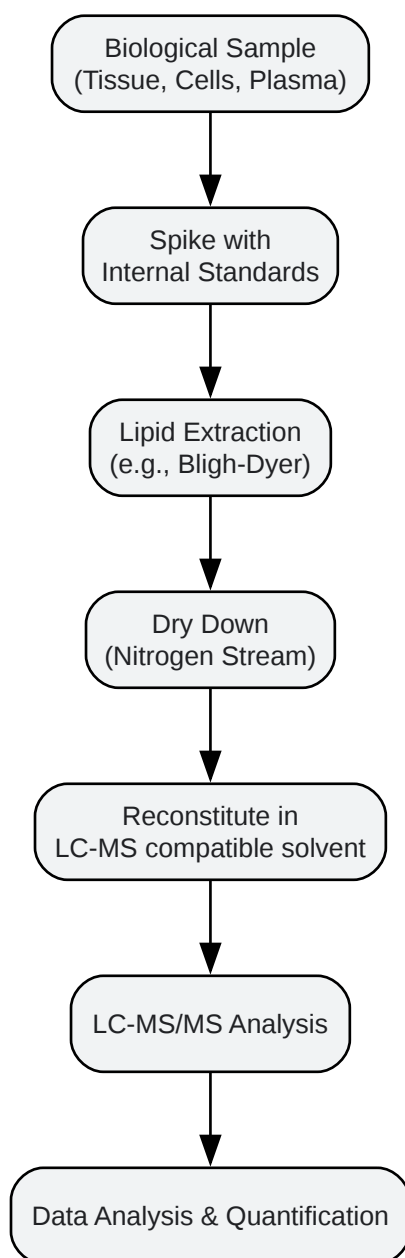 Biological Sample
(Tissue, Cells, Plasma)
Spike with
Internal Standards
Lipid Extraction
(e.g., Bligh-Dyer)
Dry Down
(Nitrogen Stream)
Reconstitute in
LC-MS compatible solvent
LC-MS/MS Analysis
Data Analysis & Quantification